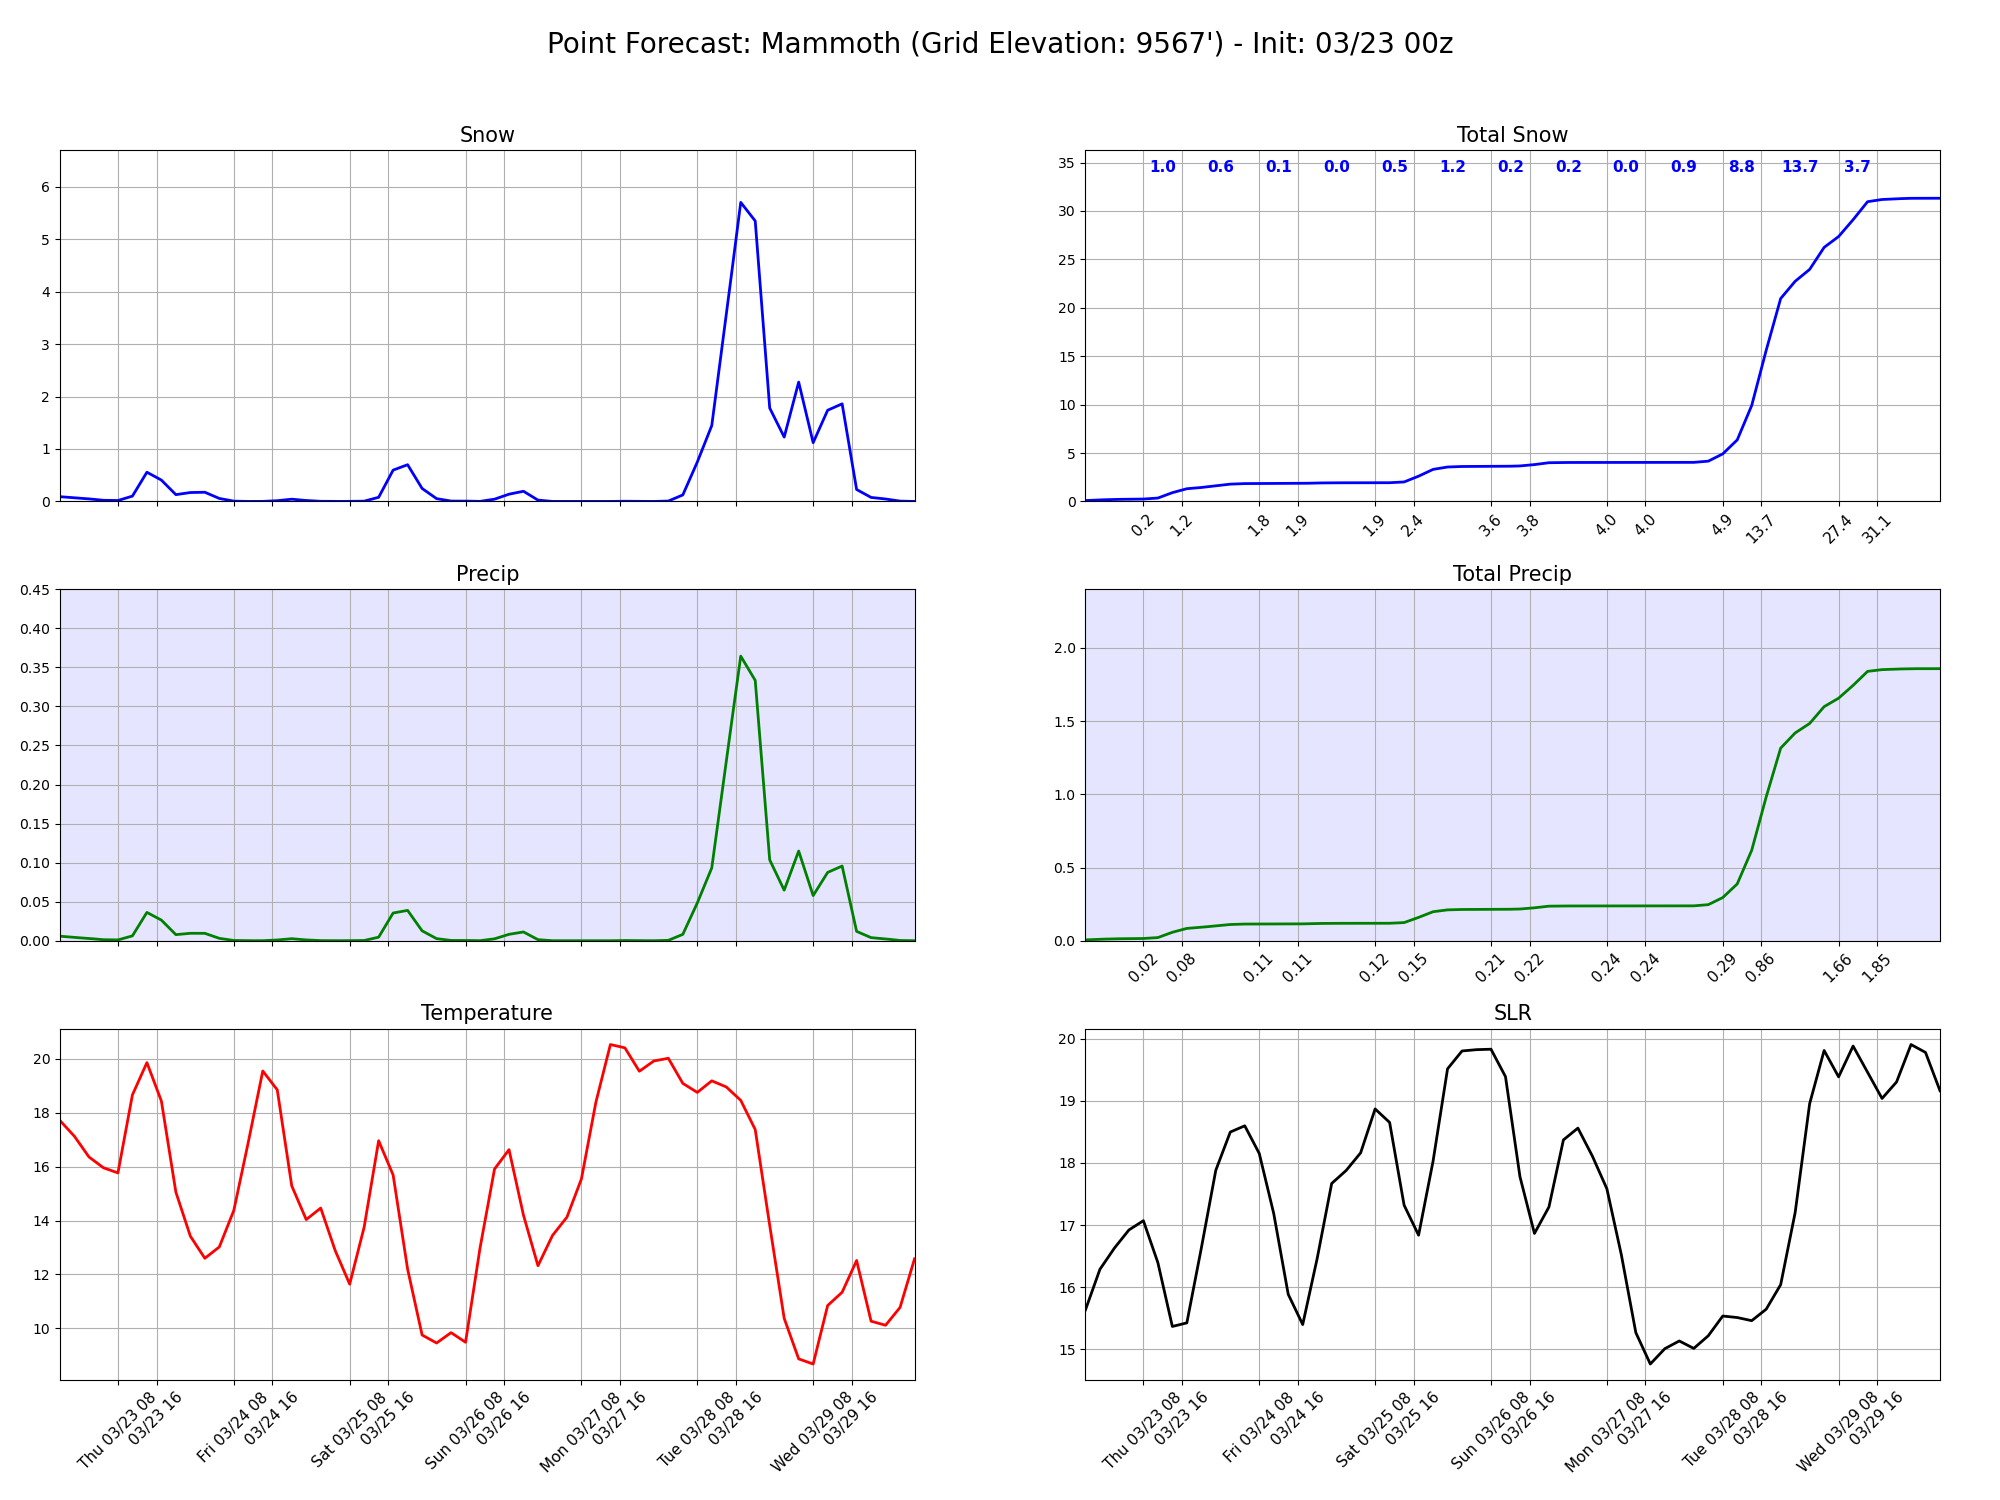 Point Forecast: Mammoth (Grid Elevation: 9567') - Init: 03/23 00z
Snow
6
5
4
3
2
1
0
Total Snow
1.0 0.6 0.1 0.0 0.5 1.2 0.2 0.2 0.0 0.9 8.8 13.7 3.7
35
30
25
20
15
10
5
0
0.2 1.2 1.8 1.9 1.9 2.4 3.6 3.8 4.0 4.0 4.9 13.7 27.4 31.1
Precip
0.45
0.40
0.35
0.30
0.25
0.20
0.15
0.10
0.05
0.00
Total Precip
2.0
1.5
1.0
0.5
0.0
0.02 0.08 0.11 0.11 0.12 0.15 0.21 0.22 0.24 0.24 0.29 0.86 1.66 1.85
Temperature
20
18
16
14
12
10
Thu 03/23 08
03/23 16
Fri 03/24 08
03/24 16
Sat 03/25 08
03/25 16
Sun 03/26 08
03/26 16
Mon 03/27 08
03/27 16
Tue 03/28 08
03/28 16
Wed 03/29 08
03/29 16
SLR
20
19
18
17
16
15
Thu 03/23 08
03/23 16
Fri 03/24 08
03/24 16
Sat 03/25 08
03/25 16
Sun 03/26 08
03/26 16
Mon 03/27 08
03/27 16
Tue 03/28 08
03/28 16
Wed 03/29 08
03/29 16